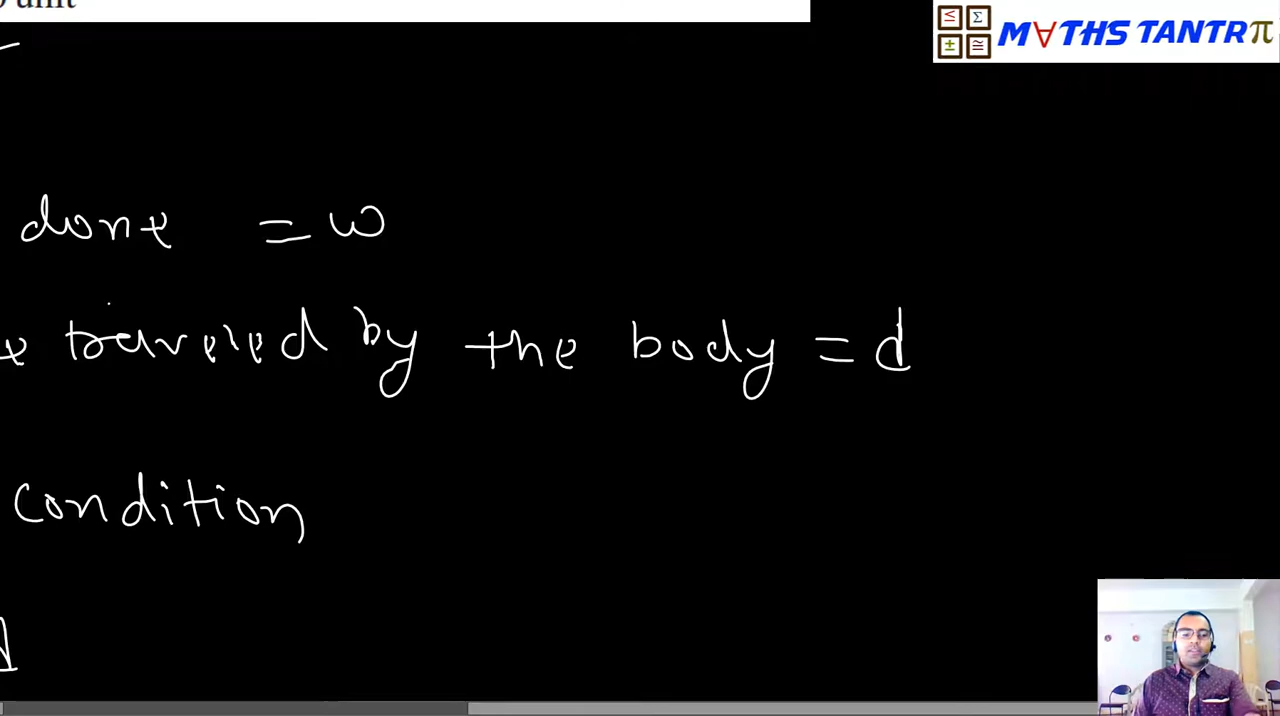 unit
MATHS TANTRπ
done = w
traveled by the body = d
condition
d